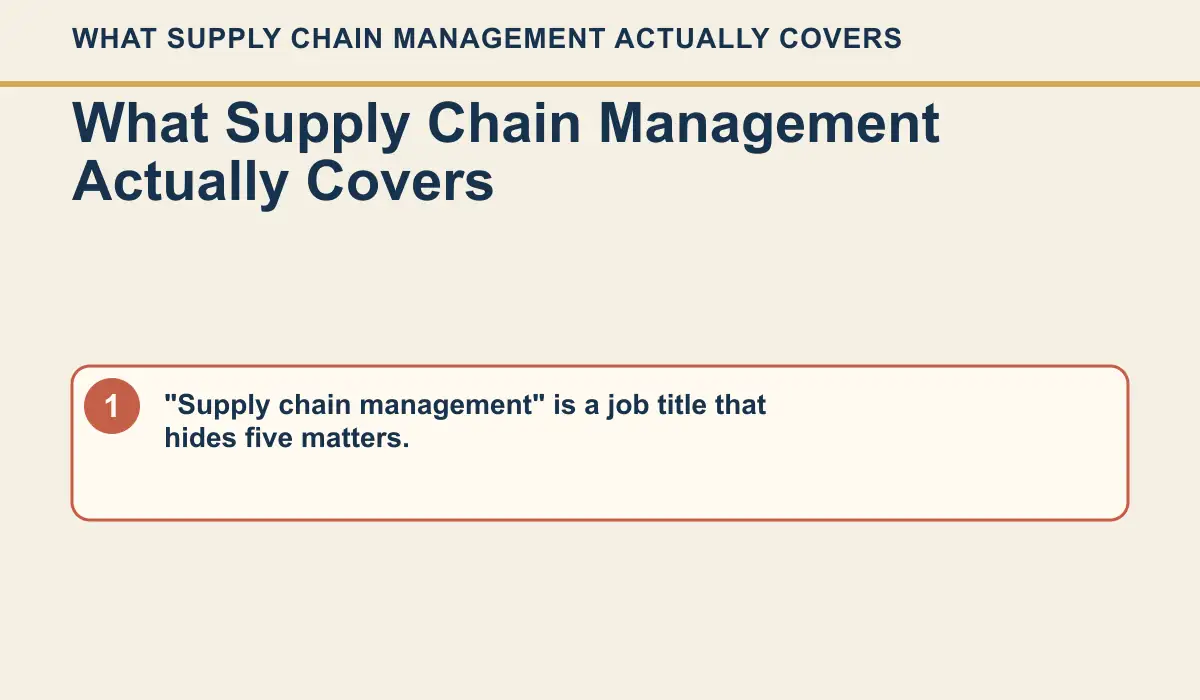 WHAT SUPPLY CHAIN MANAGEMENT ACTUALLY COVERS
What Supply Chain Management
Actually Covers
1
"Supply chain management" is a job title that
hides five matters.